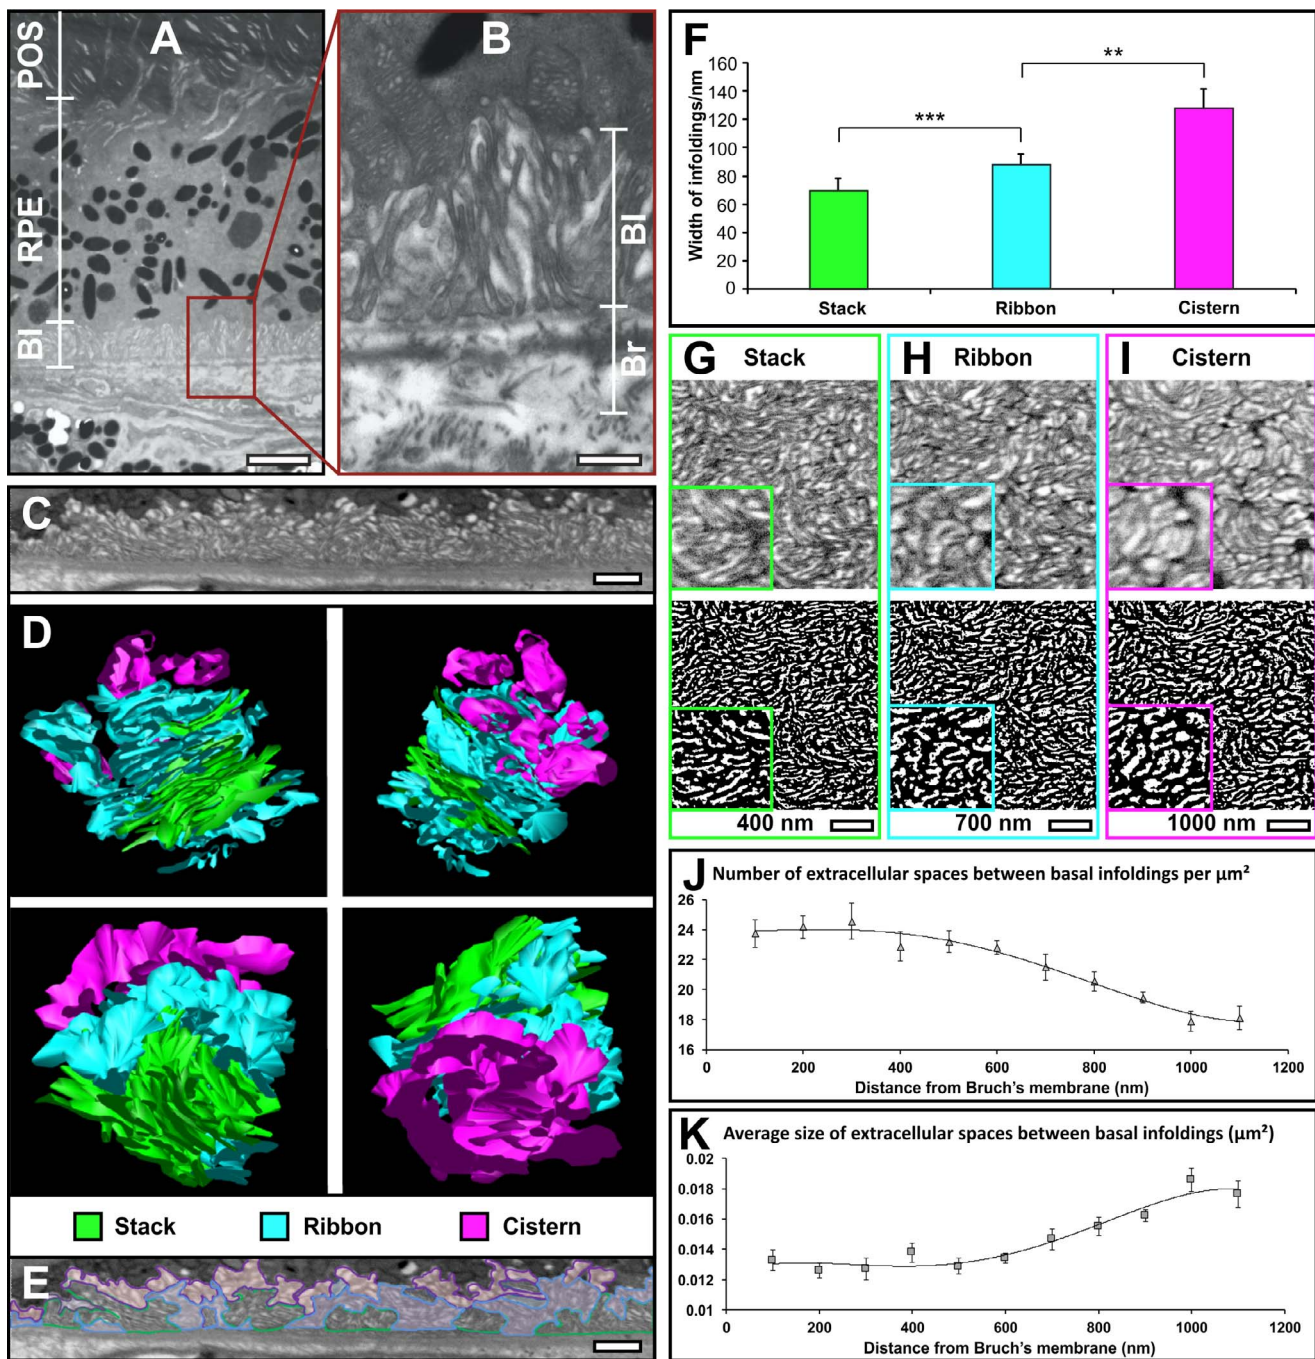 A
POS
RPE
BI
B
BI
Br
C
D
Stack
Ribbon
Cistern
E
F
Width of infoldings/nm
160
140
120
100
80
60
40
20
0
***
**
Stack
Ribbon
Cistern
G Stack
H Ribbon
I Cistern
400 nm
700 nm
1000 nm
J Number of extracellular spaces between basal infoldings per µm²
26
24
22
20
18
16
0 200 400 600 800 1000 1200
Distance from Bruch's membrane (nm)
K Average size of extracellular spaces between basal infoldings (µm²)
0.02
0.018
0.016
0.014
0.012
0.01
0 200 400 600 800 1000 1200
Distance from Bruch's membrane (nm)